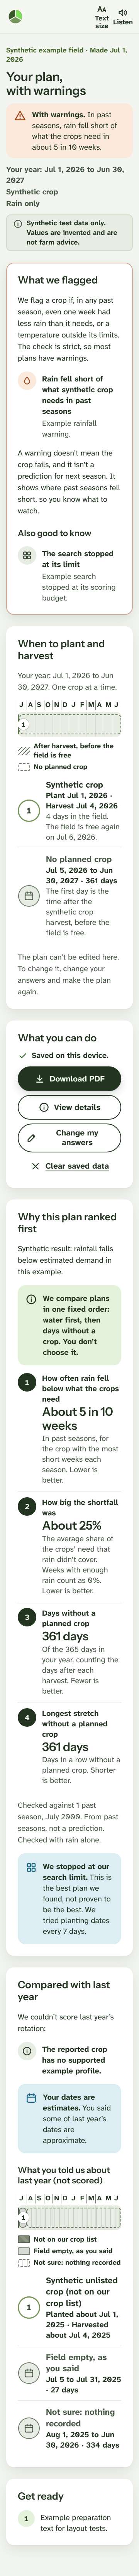 Text
size
Listen
Synthetic example field · Made Jul 1,
2026
Your plan,
with warnings
With warnings. In past
seasons, rain fell short of
what the crops need in
about 5 in 10 weeks.
Year: Jul 1, 2026 to Jun 30,
2027
Synthetic crop
Rain only
Synthetic test data only.
Values are invented and are
not farm advice.
What we flagged
We flag a crop if, in any past
season, even one week had
less rain than it needs, or a
temperature outside its limits.
The check is strict, so most
plans have warnings.
Rain fell short of
what synthetic crop
needs in past
seasons
Example rainfall
warning.
A warning doesn't mean the
crop fails, and it isn't a
prediction for next season. It
shows where past seasons fell
short, so you know what to
watch.
Also good to know
The search stopped
at its limit
Example search
stopped at its scoring
budget.
When to plant and
harvest
Your year: Jul 1, 2026 to Jun
30, 2027. One crop at a time.
J A S O N D J F M A M J
1
After harvest, before the
field is free
No planned crop
1
Synthetic crop
Plant Jul 1, 2026 ·
Harvest Jul 4, 2026
4 days in the field.
The field is free again
on Jul 6, 2026.
No planned crop
Jul 5, 2026 to Jun
30, 2027 · 361 days
The first day is the
time after the
synthetic crop
harvest, before the
field is free.
The plan can't be edited here.
To change it, change your
answers and make the plan
again.
What you can do
Saved on this device.
Download PDF
View details
Change my
answers
Clear saved data
Why this plan ranked
first
Synthetic result: rainfall falls
below estimated demand in
this example.
We compare plans
in one fixed order:
water first, then
days without a
crop. You don't
choose it.
1
How often rain fell
below what the crops
need
About 5 in 10
weeks
In past seasons, for
the crop with the most
short weeks each
season. Lower is
better.
2
How big the shortfall
was
About 25%
The average share of
the crops' need that
rain didn't cover.
Weeks with enough
rain count as 0%.
Lower is better.
3
Days without a
planned crop
361 days
Of the 365 days in
your year, counting the
days after each
harvest. Fewer is
better.
4
Longest stretch
without a planned
crop
361 days
Days in a row without a
planned crop. Shorter
is better.
Checked against 1 past
season, July 2000. From past
seasons, not a prediction.
Checked with rain alone.
We stopped at our
search limit. This is
the best plan we
found, not proven to
be the best. We
tried planting dates
every 7 days.
Compared with last
year
We couldn't score last year's
rotation:
The reported crop
has no supported
example profile.
Your dates are
estimates. You said
some of last year's
dates are
approximate.
What you told us about
last year (not scored)
J A S O N D J F M A M J
1
Not on our crop list
Field empty, as you said
Not sure: nothing recorded
1
Synthetic unlisted
crop (not on our
crop list)
Planted about Jul 1,
2025 · Harvested
about Jul 4, 2025
Field empty, as
you said
Jul 5 to Jul 31, 2025
· 27 days
Not sure: nothing
recorded
Aug 1, 2025 to Jun
30, 2026 · 334 days
Get ready
1
Example preparation
text for layout tests.